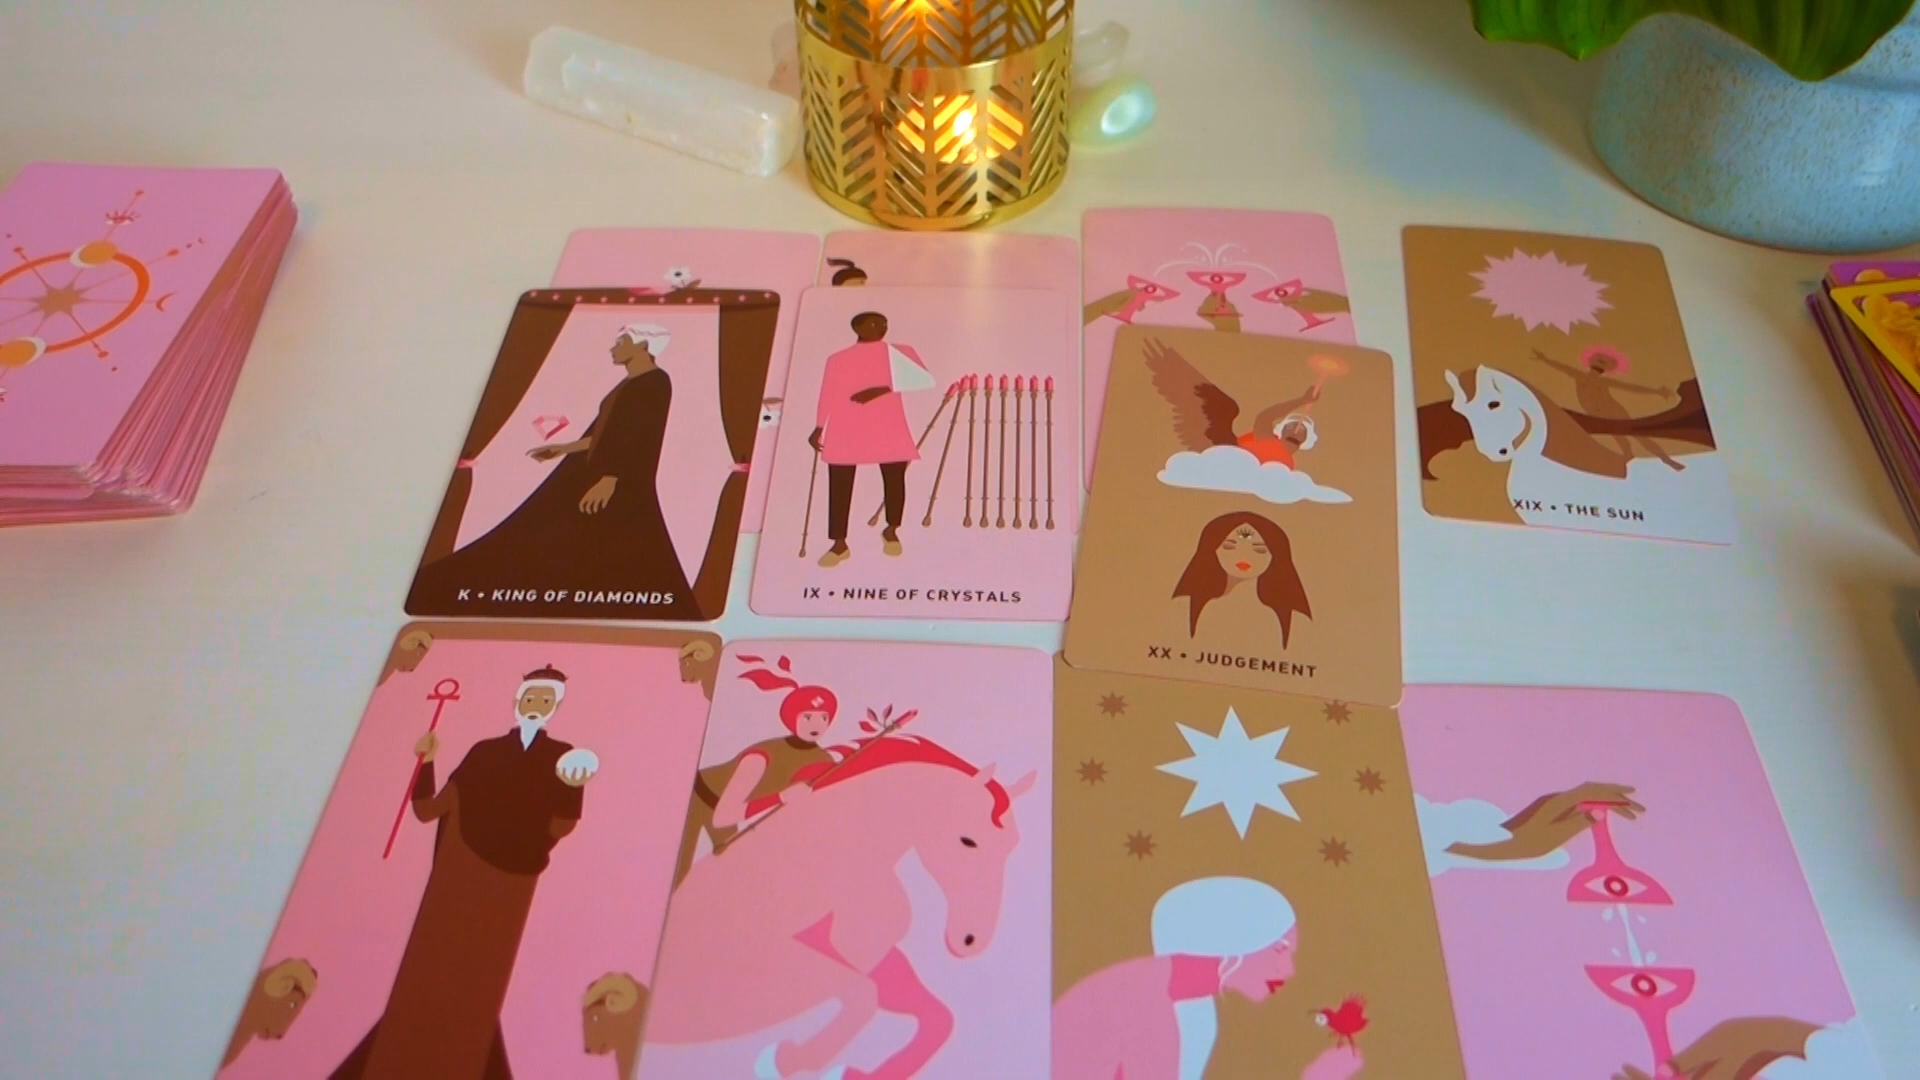 XIX • THE SUN
K • KING OF DIAMONDS
IX • NINE OF CRYSTALS
XX • JUDGEMENT